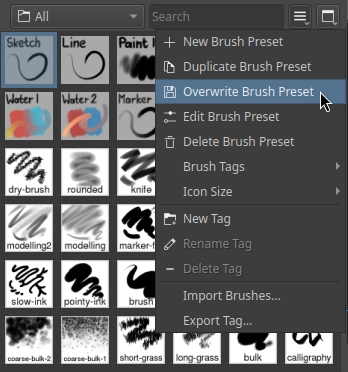 All
Search
Sketch
Line
Paint 1
New Brush Preset
Duplicate Brush Preset
Overwrite Brush Preset
Edit Brush Preset
Delete Brush Preset
Brush Tags
Icon Size
New Tag
Rename Tag
Delete Tag
Import Brushes...
Export Tag...
Water 1
Water 2
Marker
dry-brush
rounded
knife
modelling2
modelling
marker-f
slow-ink
pointy-ink
brush
coarse-bulk-2
coarse-bulk-1
short-grass
long-grass
bulk
calligraphy